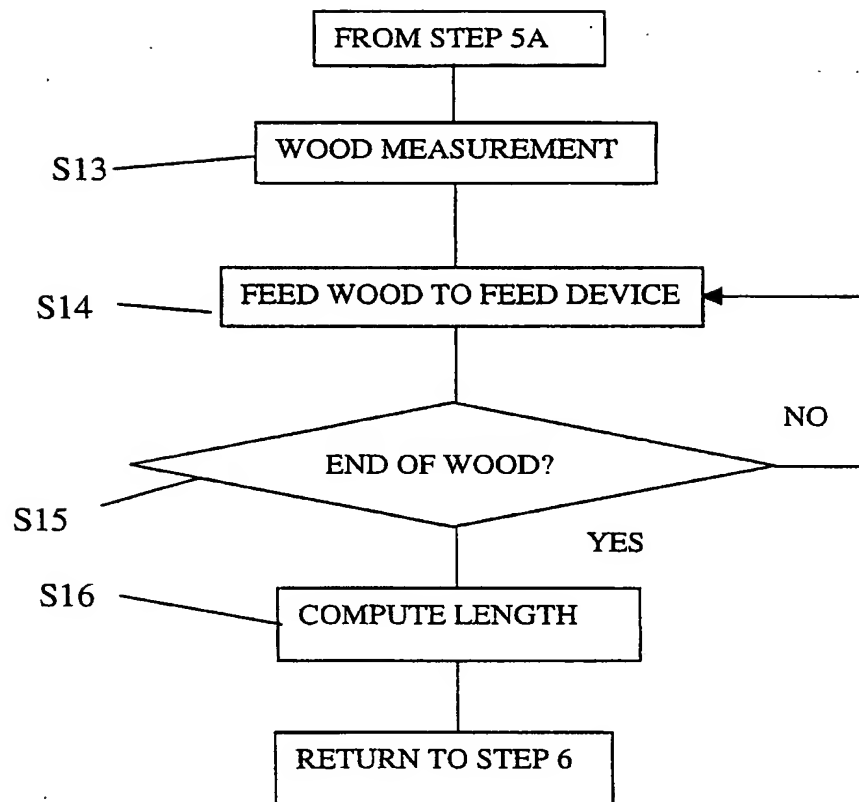 FROM STEP 5A
WOOD MEASUREMENT
S13
FEED WOOD TO FEED DEVICE
S14
NO
END OF WOOD?
S15
YES
S16
COMPUTE LENGTH
RETURN TO STEP 6